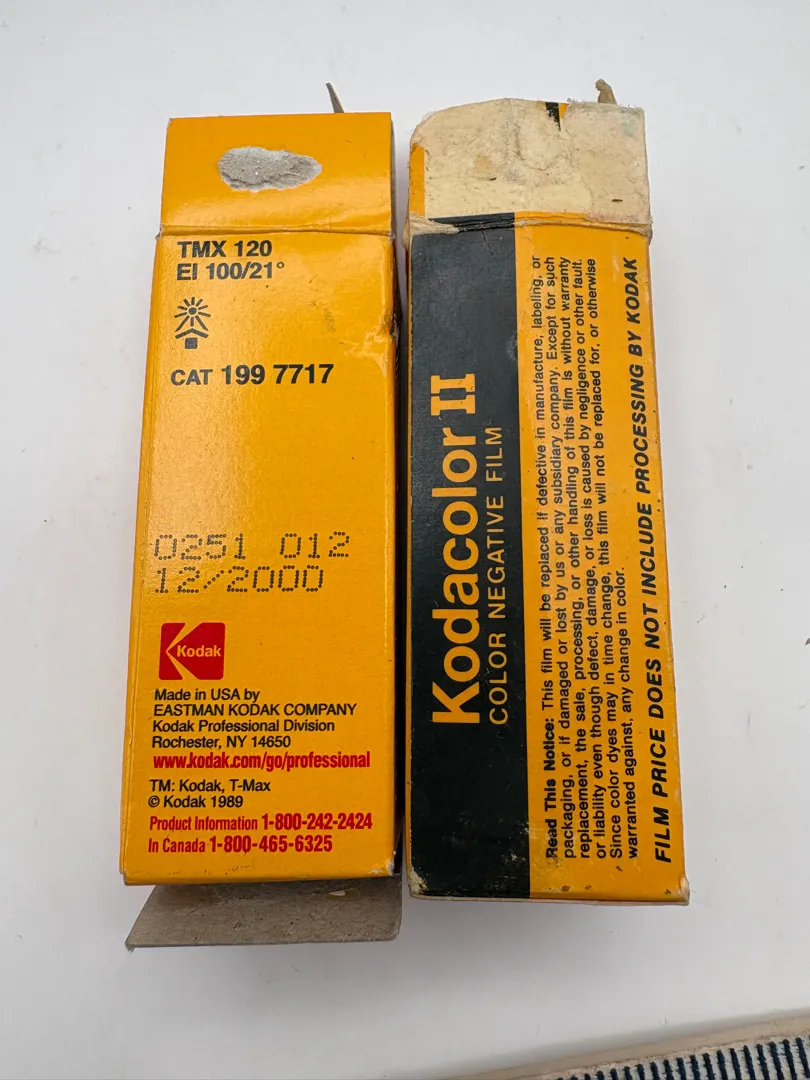 TMX 120
EI 100/21°
CAT 199 7717
0251 012
12/2000
Kodak
Made in USA by
EASTMAN KODAK COMPANY
Kodak Professional Division
Rochester, NY 14650
www.kodak.com/go/professional
TM: Kodak, T-Max
© Kodak 1989
Product Information 1-800-242-2424
In Canada 1-800-465-6325
Kodacolor II
COLOR NEGATIVE FILM
Read This Notice: This film will be replaced if defective in manufacture, labeling, or
packaging, or if damaged or lost by us or any subsidiary company. Except for such
replacement, the sale, processing, or other handling of this film is without warranty
or liability even though defect, damage, or loss is caused by negligence or other fault.
Since color dyes may in time change, this film will not be replaced for, or otherwise
warranted against, any change in color.
FILM PRICE DOES NOT INCLUDE PROCESSING BY KODAK